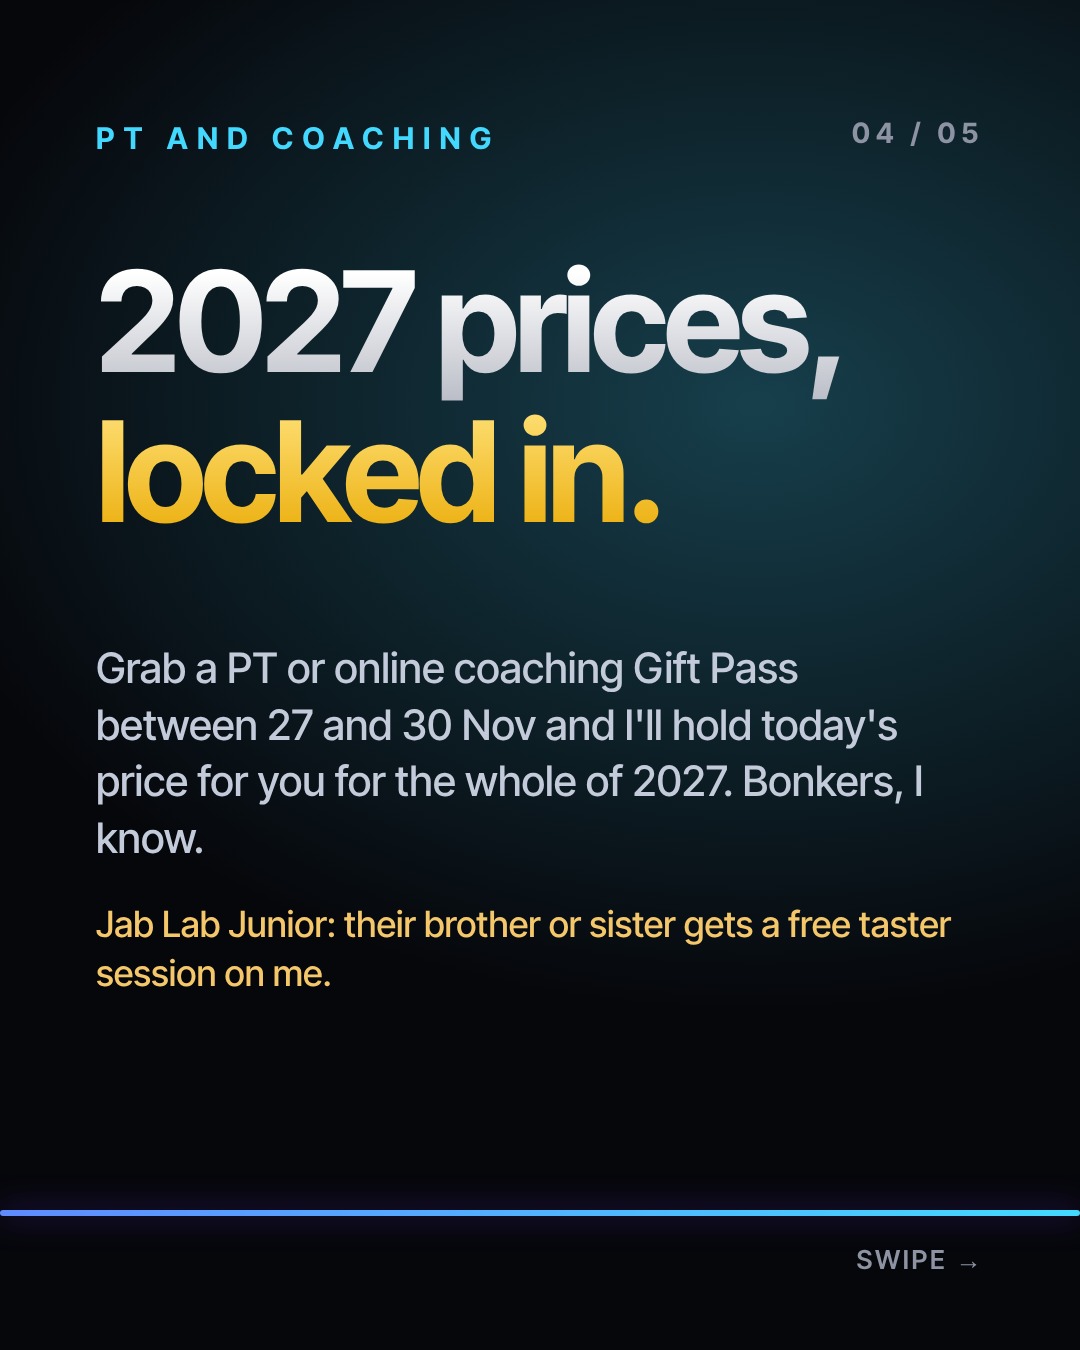 PT AND COACHING
04 / 05
2027 prices,
locked in.
Grab a PT or online coaching Gift Pass
between 27 and 30 Nov and I'll hold today's
price for you for the whole of 2027. Bonkers, I
know.
Jab Lab Junior: their brother or sister gets a free taster
session on me.
SWIPE →